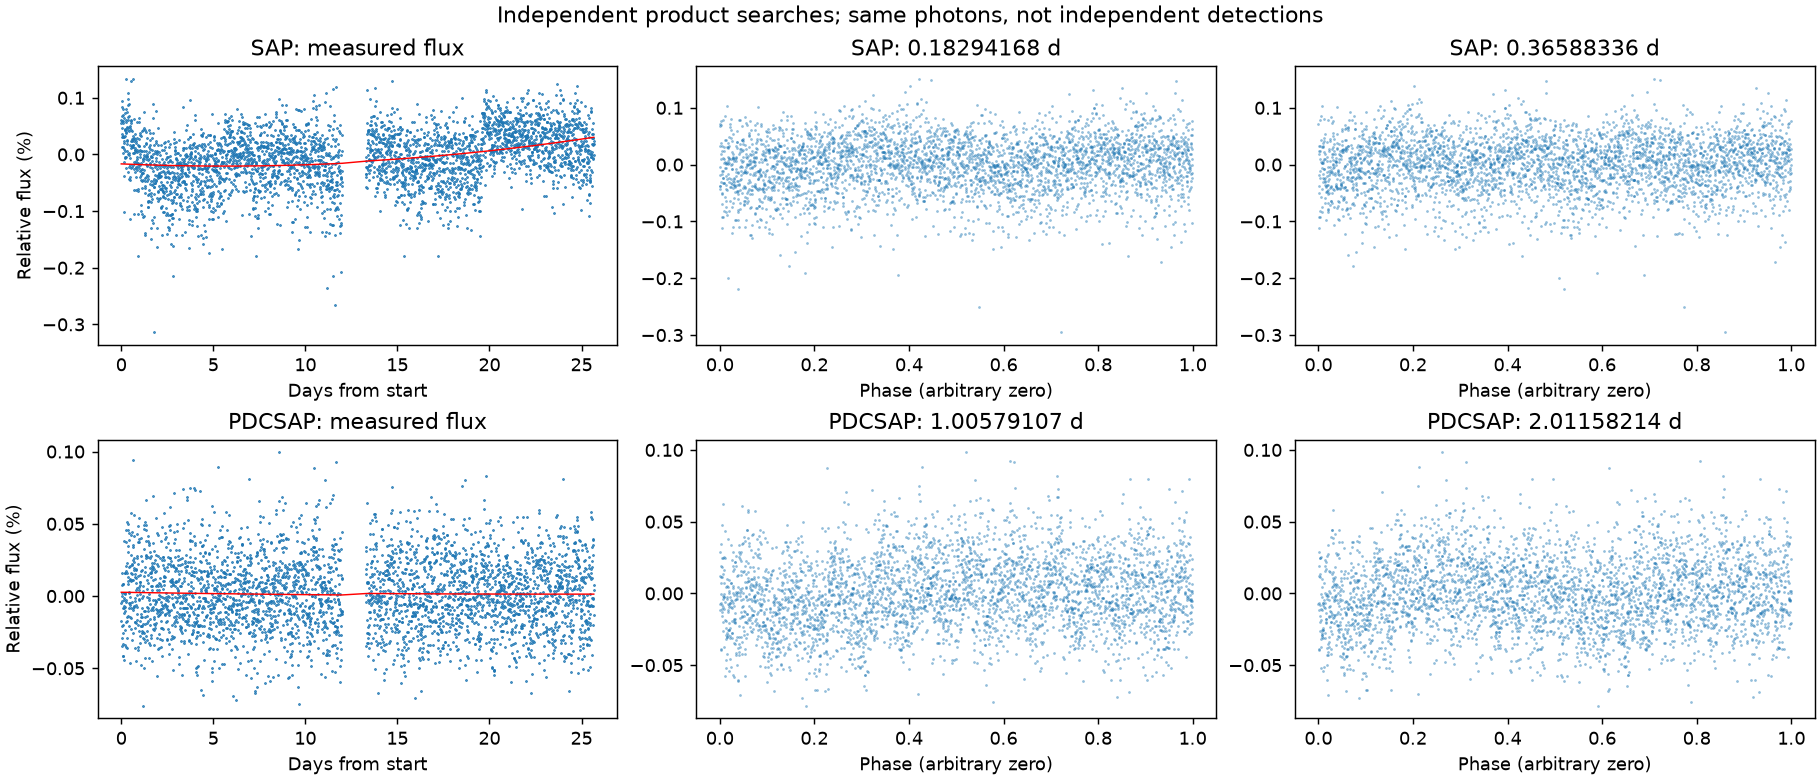 Independent product searches; same photons, not independent detections
SAP: measured flux
SAP: 0.18294168 d
SAP: 0.36588336 d
Relative flux (%)
0.1
0.0
−0.1
−0.2
−0.3
0.1
0.0
−0.1
−0.2
−0.3
0.1
0.0
−0.1
−0.2
−0.3
0 5 10 15 20 25
0.0 0.2 0.4 0.6 0.8 1.0
0.0 0.2 0.4 0.6 0.8 1.0
Days from start
Phase (arbitrary zero)
Phase (arbitrary zero)
PDCSAP: measured flux
PDCSAP: 1.00579107 d
PDCSAP: 2.01158214 d
Relative flux (%)
0.10
0.05
0.00
−0.05
0.10
0.05
0.00
−0.05
0.10
0.05
0.00
−0.05
0 5 10 15 20 25
0.0 0.2 0.4 0.6 0.8 1.0
0.0 0.2 0.4 0.6 0.8 1.0
Days from start
Phase (arbitrary zero)
Phase (arbitrary zero)